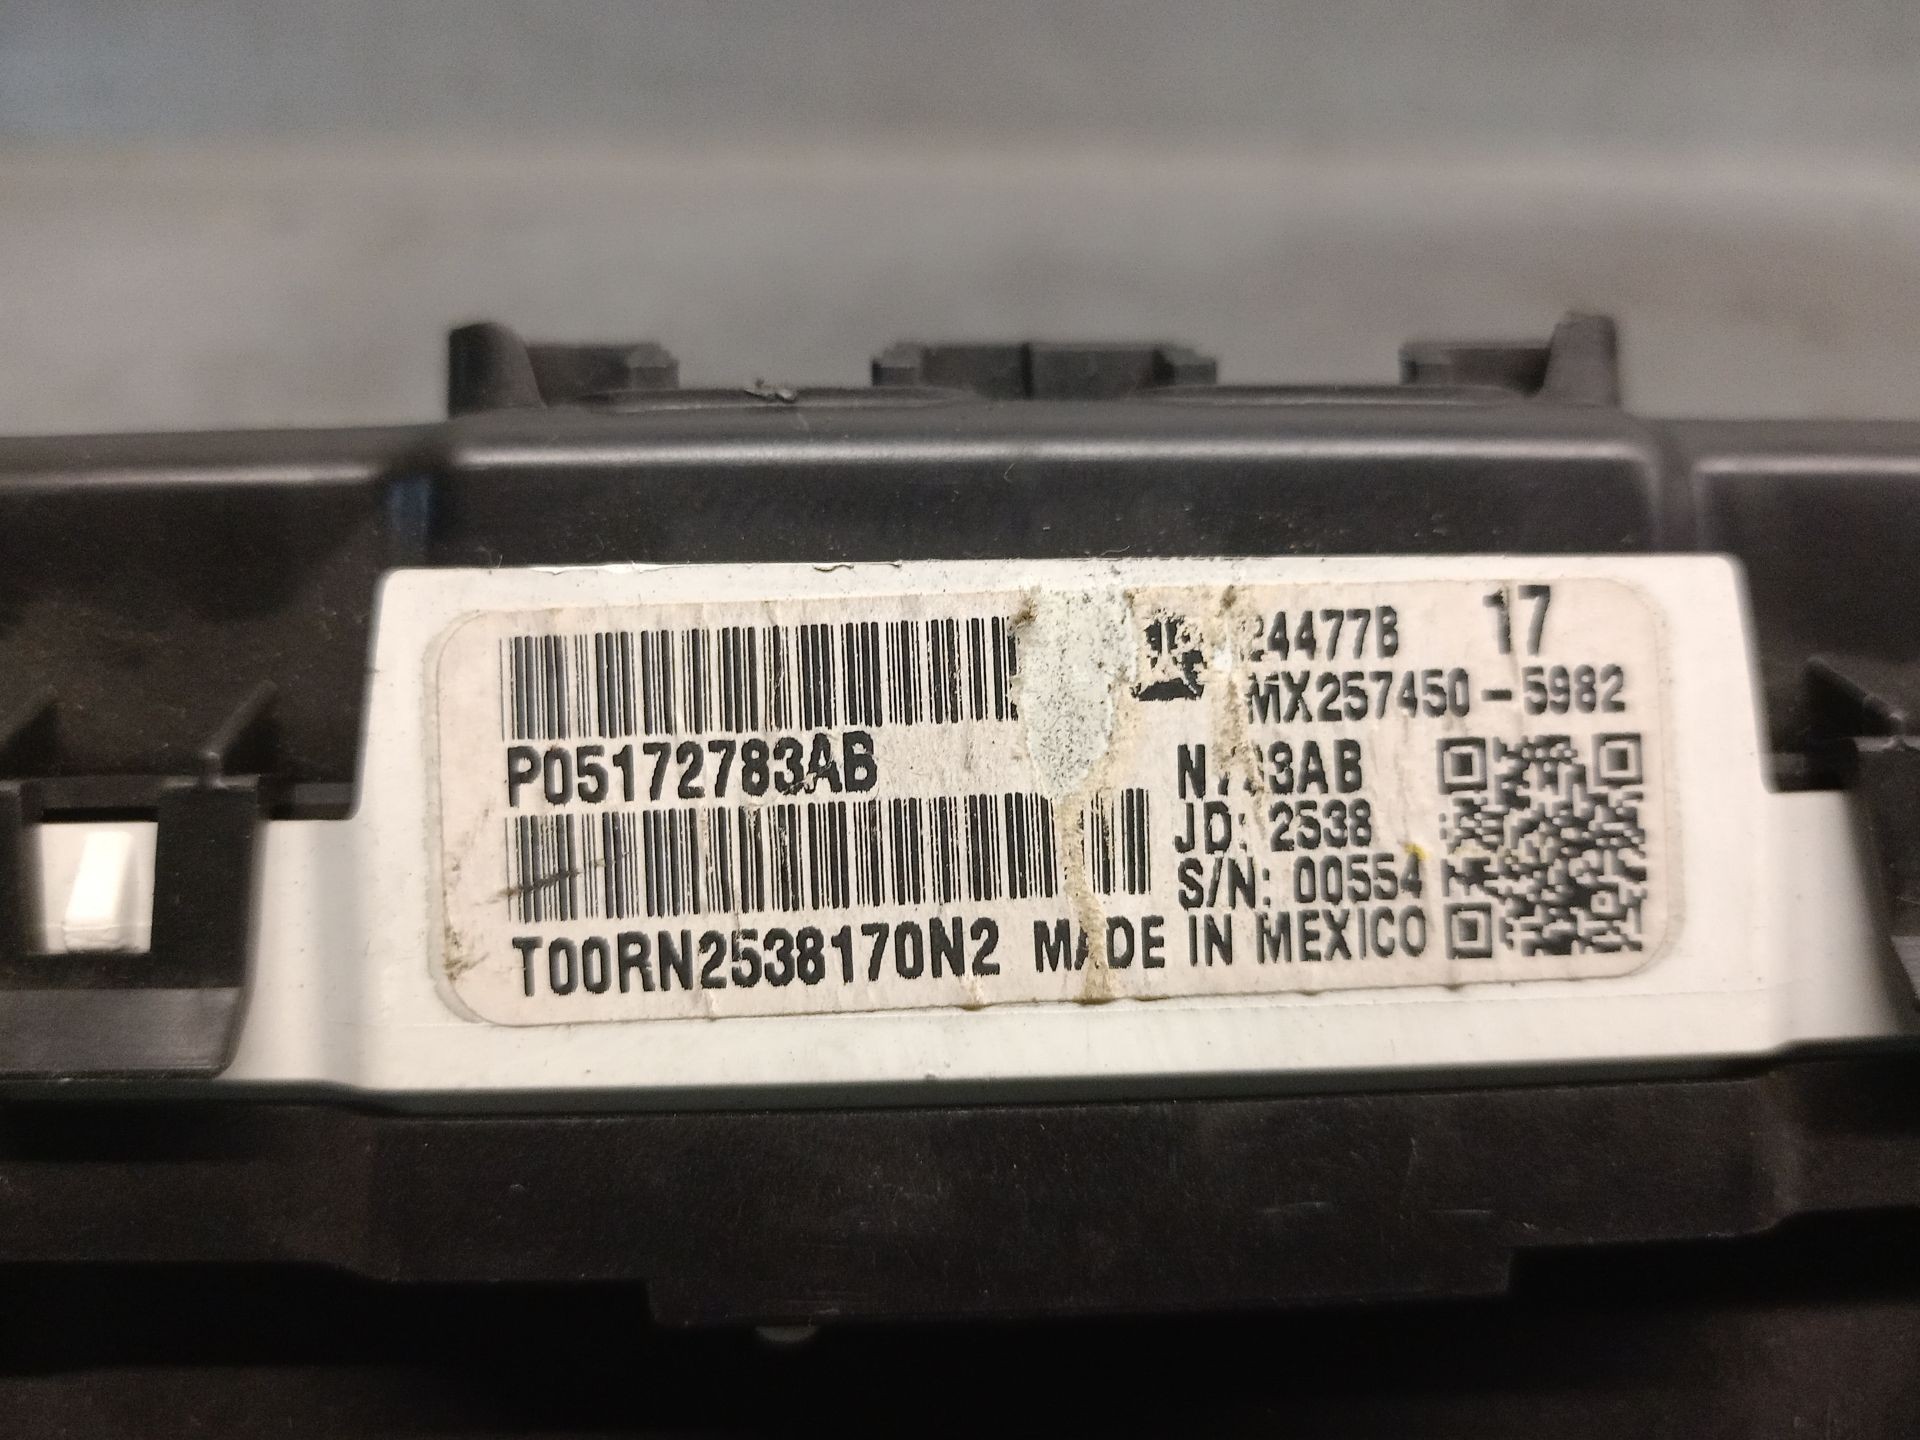 24477B 17
MX257450-5982
P05172783AB
JD: 2538
S/N: 00554
T00RN2538170N2 MADE IN MEXICO